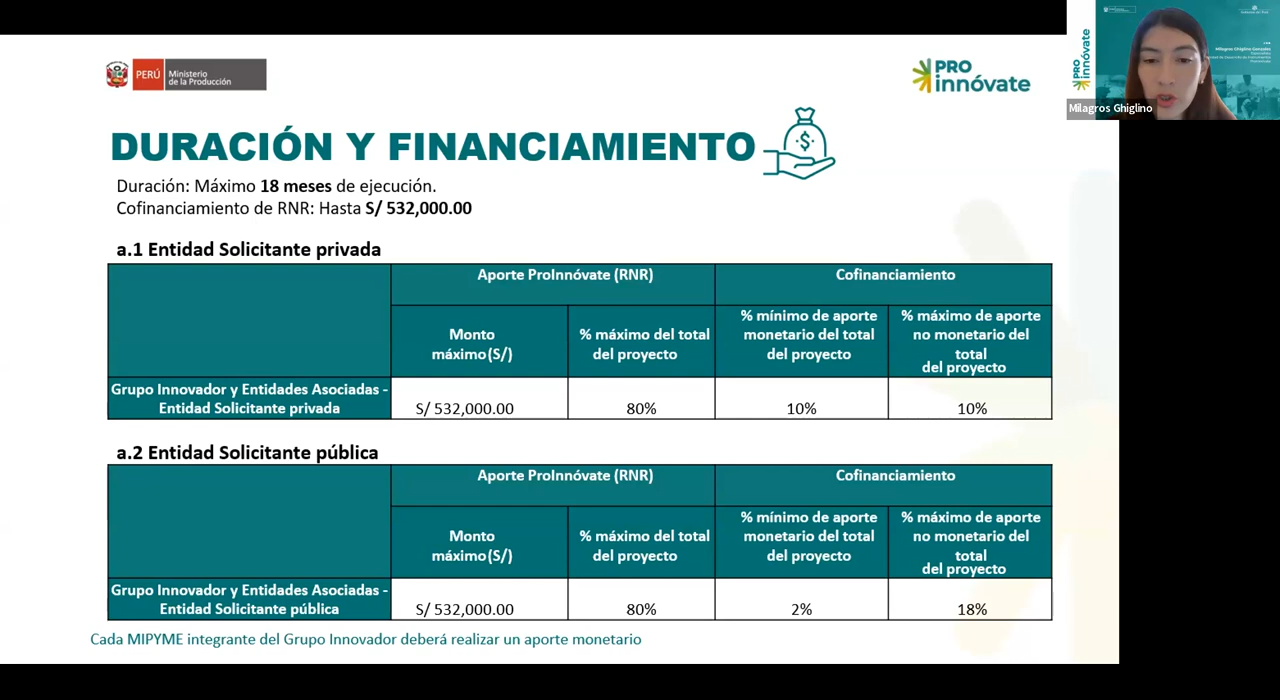 PERÚ
Ministerio
de la Producción
PRO
innóvate
PRO
innóvate
Milagros Ghiglino Gonzales
Milagros Ghiglino
DURACIÓN Y FINANCIAMIENTO
Duración: Máximo 18 meses de ejecución.
Cofinanciamiento de RNR: Hasta S/ 532,000.00
a.1 Entidad Solicitante privada
Aporte ProInnóvate (RNR)
Cofinanciamiento
Monto
máximo(S/)
% máximo del total
del proyecto
% mínimo de aporte
monetario del total
del proyecto
% máximo de aporte
no monetario del
total
del proyecto
Grupo Innovador y Entidades Asociadas -
Entidad Solicitante privada
S/ 532,000.00
80%
10%
10%
a.2 Entidad Solicitante pública
Aporte ProInnóvate (RNR)
Cofinanciamiento
Monto
máximo(S/)
% máximo del total
del proyecto
% mínimo de aporte
monetario del total
del proyecto
% máximo de aporte
no monetario del
total
del proyecto
Grupo Innovador y Entidades Asociadas -
Entidad Solicitante pública
S/ 532,000.00
80%
2%
18%
Cada MIPYME integrante del Grupo Innovador deberá realizar un aporte monetario